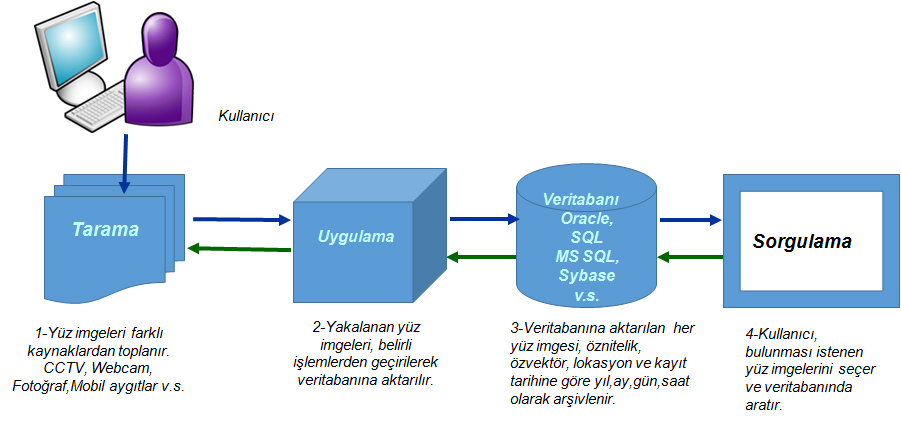 Kullanıcı
Tarama
Uygulama
Veritabanı
Oracle,
SQL
MS SQL,
Sybase
v.s.
Sorgulama
1-Yüz imgeleri farklı
kaynaklardan toplanır.
CCTV, Webcam,
Fotoğraf,Mobil aygıtlar v.s.
2-Yakalanan yüz
imgeleri, belirli
işlemlerden geçirilerek
veritabanına aktarılır.
3-Veritabanına aktarılan her
yüz imgesi, öznitelik,
özvektör, lokasyon ve kayıt
tarihine göre yıl,ay,gün,saat
olarak arşivlenir.
4-Kullanıcı,
bulunması istenen
yüz imgelerini seçer
ve veritabanında
aratır.